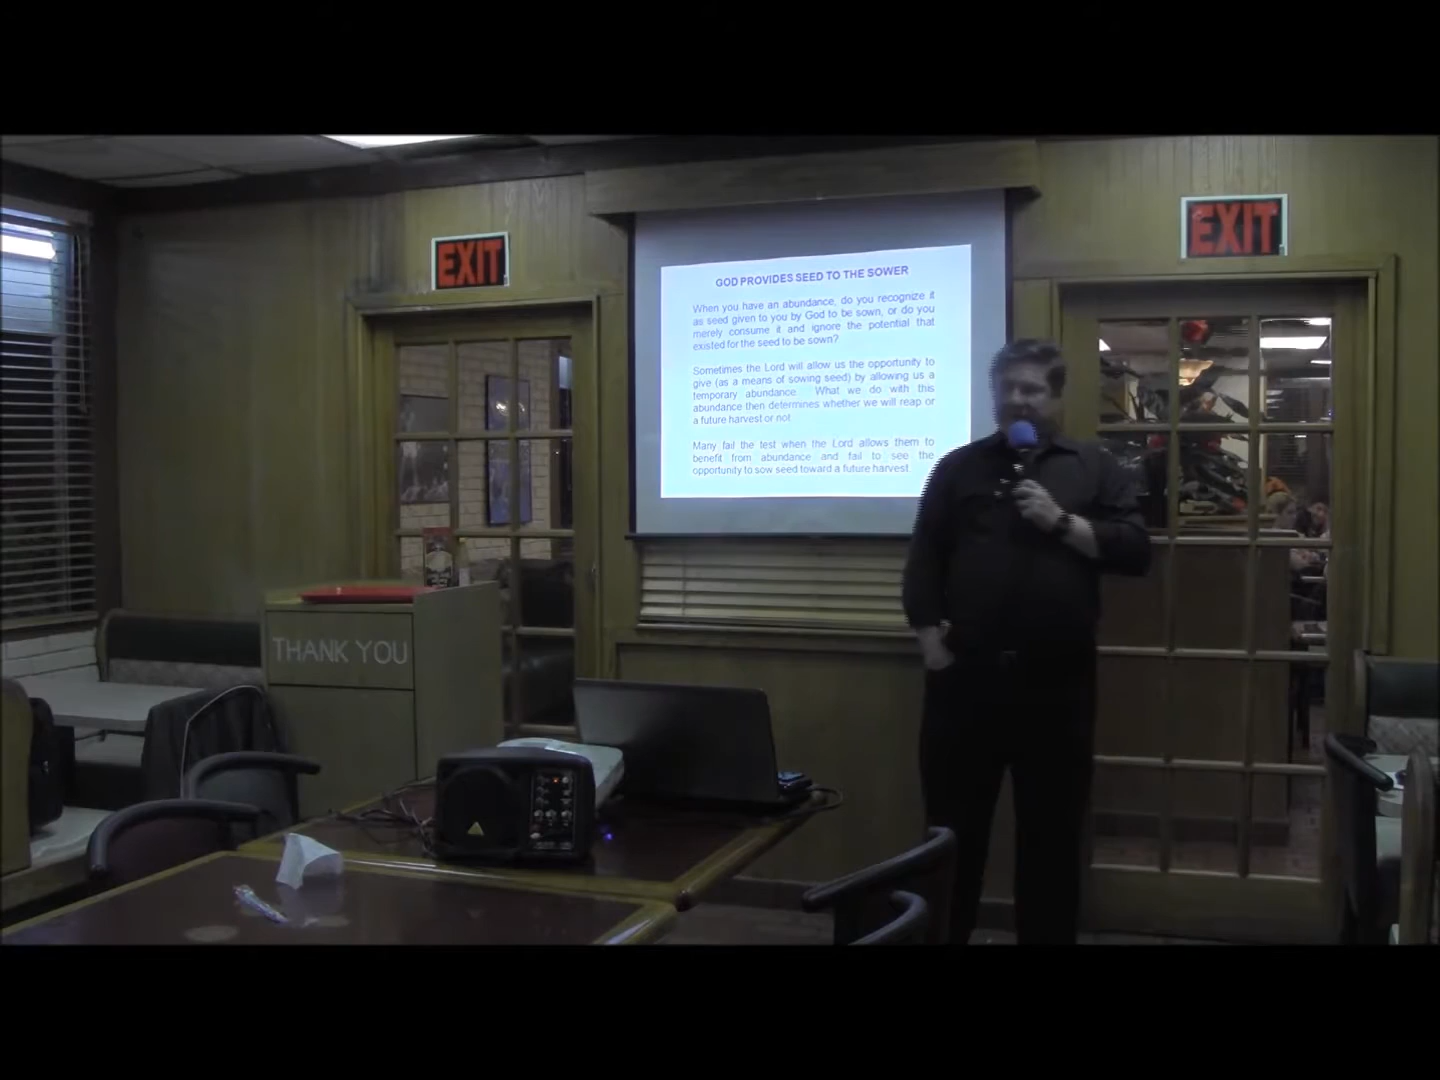 EXIT
EXIT
GOD PROVIDES SEED TO THE SOWER
When you have an abundance, do you recognize it
as seed given to you by God to be sown, or do you
merely consume it and ignore the potential that
existed for the seed to be sown?
Sometimes the Lord will allow us the opportunity to
give (as a means of sowing seed) by allowing us a
temporary abundance. What we do with this
abundance then determines whether we will reap or
a future harvest or not.
Many fail the test when the Lord allows them to
benefit from abundance and fail to see the
opportunity to sow seed toward a future harvest.
THANK YOU